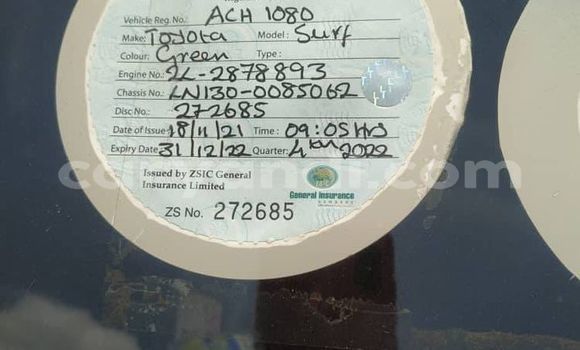 Vehicle Reg. No.: ACH 1080
Make: Toyota Model: Surf
Colour: Green Type:
Engine No.: 2L-2878893
Chassis No.: LN130-0085062
Disc No.: 272685
Date of Issue: 18/11/21 Time: 09:05HRS
Expiry Date: 31/12/22 Quarter: 4th 2022
Issued by ZSIC General
Insurance Limited
General Insurance
ZS No. 272685